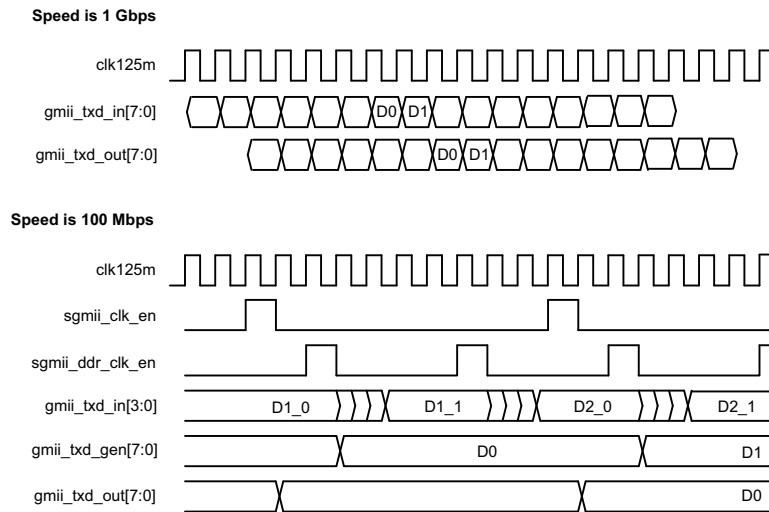 Speed is 1 Gbps
clk125m
gmii_txd_in[7:0] D0 D1
gmii_txd_out[7:0] D0 D1
Speed is 100 Mbps
clk125m
sgmii_clk_en
sgmii_ddr_clk_en
gmii_txd_in[3:0] D1_0 D1_1 D2_0 D2_1
gmii_txd_gen[7:0] D0 D1
gmii_txd_out[7:0] D0